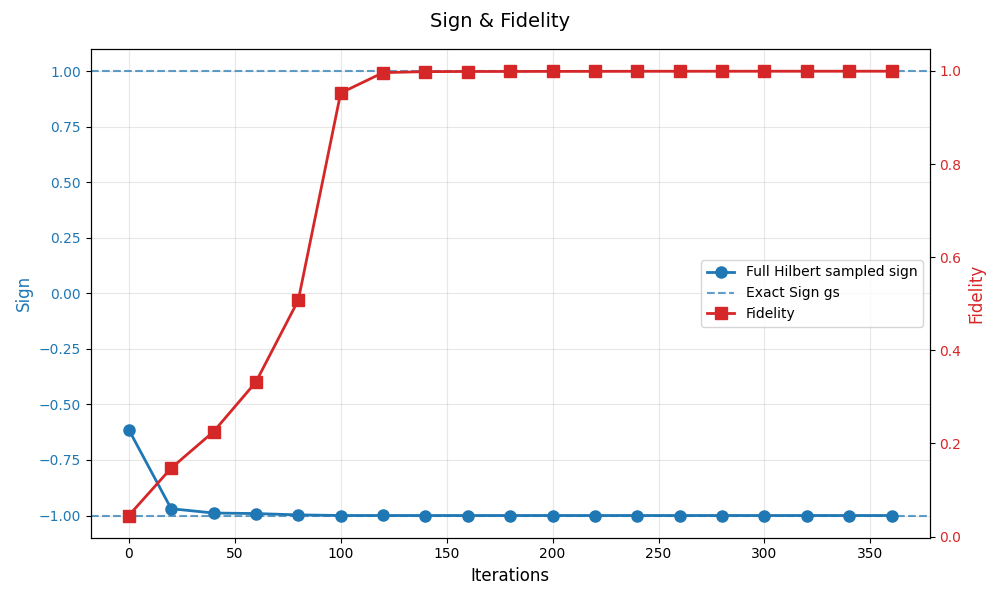 Sign & Fidelity
Sign
1.00
0.75
0.50
0.25
0.00
−0.25
−0.50
−0.75
−1.00
0 50 100 150 200 250 300 350
Iterations
Full Hilbert sampled sign
Exact Sign gs
Fidelity
1.0
0.8
0.6
0.4
0.2
0.0
Fidelity